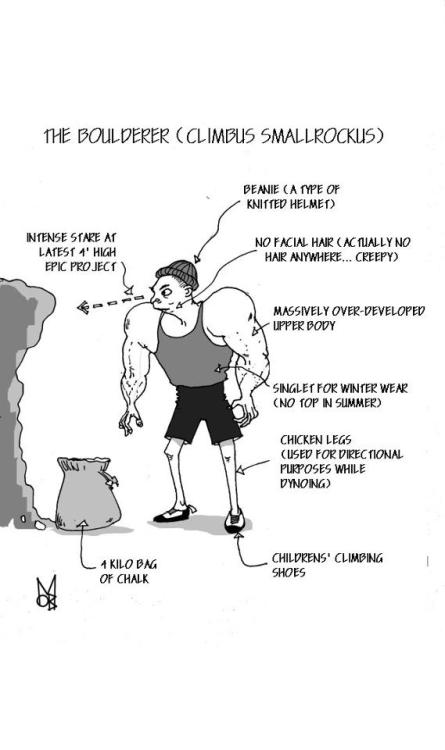 THE BOULDERER (CLIMBUS SMALLROCKUS)
BEANIE (A TYPE OF
KNITTED HELMET)
INTENSE STARE AT
LATEST 4' HIGH
EPIC PROJECT
NO FACIAL HAIR (ACTUALLY NO
HAIR ANYWHERE... CREEPY)
MASSIVELY OVER-DEVELOPED
UPPER BODY
SINGLET FOR WINTER WEAR
(NO TOP IN SUMMER)
CHICKEN LEGS
(USED FOR DIRECTIONAL
PURPOSES WHILE
DYNOING)
4 KILO BAG
OF CHALK
CHILDRENS' CLIMBING
SHOES